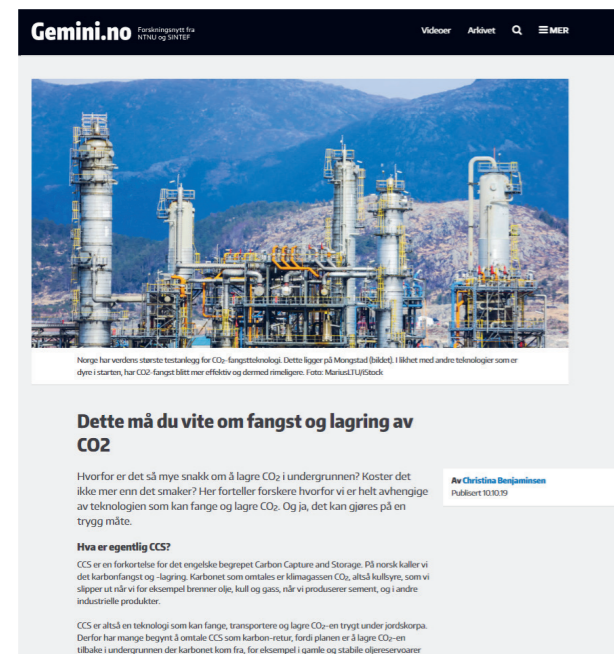 Gemini.no Forskningsnytt fra
NTNU og SINTEF
Videoer Arkivet MER
Norge har verdens største testanlegg for CO₂-fangstteknologi. Dette ligger på Mongstad (bildet). I likhet med andre teknologier som er
dyre i starten, har CO2-fangst blitt mer effektiv og dermed rimeligere. Foto: MariusLTU/iStock
Dette må du vite om fangst og lagring av
CO2
Hvorfor er det så mye snakk om å lagre CO₂ i undergrunnen? Koster det
ikke mer enn det smaker? Her forteller forskere hvorfor vi er helt avhengige
av teknologien som kan fange og lagre CO₂. Og ja, det kan gjøres på en
trygg måte.
Av Christina Benjaminsen
Publisert 10.10.19
Hva er egentlig CCS?
CCS er en forkortelse for det engelske begrepet Carbon Capture and Storage. På norsk kaller vi
det karbonfangst og -lagring. Karbonet som omtales er klimagassen CO₂, altså kullsyre, som vi
slipper ut når vi for eksempel brenner olje, kull og gass, når vi produserer sement, og i andre
industrielle produkter.
CCS er altså en teknologi som kan fange, transportere og lagre CO₂-en trygt under jordskorpa.
Derfor har mange begynt å omtale CCS som karbon-retur, fordi planen er å lagre CO₂-en
tilbake i undergrunnen der karbonet kom fra, for eksempel i gamle og stabile oljereservoarer